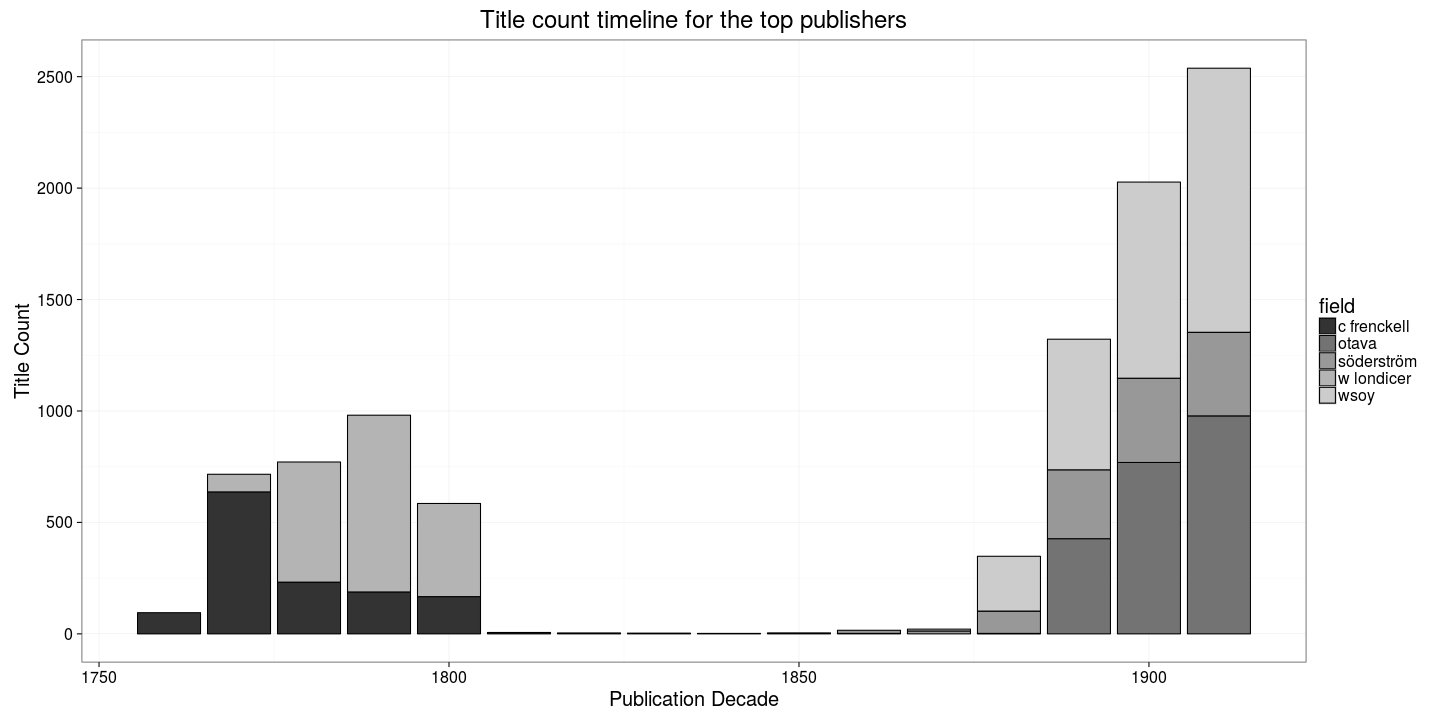 Title count timeline for the top publishers
Title Count
2500
2000
1500
1000
500
0
1750
1800
1850
1900
Publication Decade
field
c frenckell
otava
söderström
w londicer
wsoy